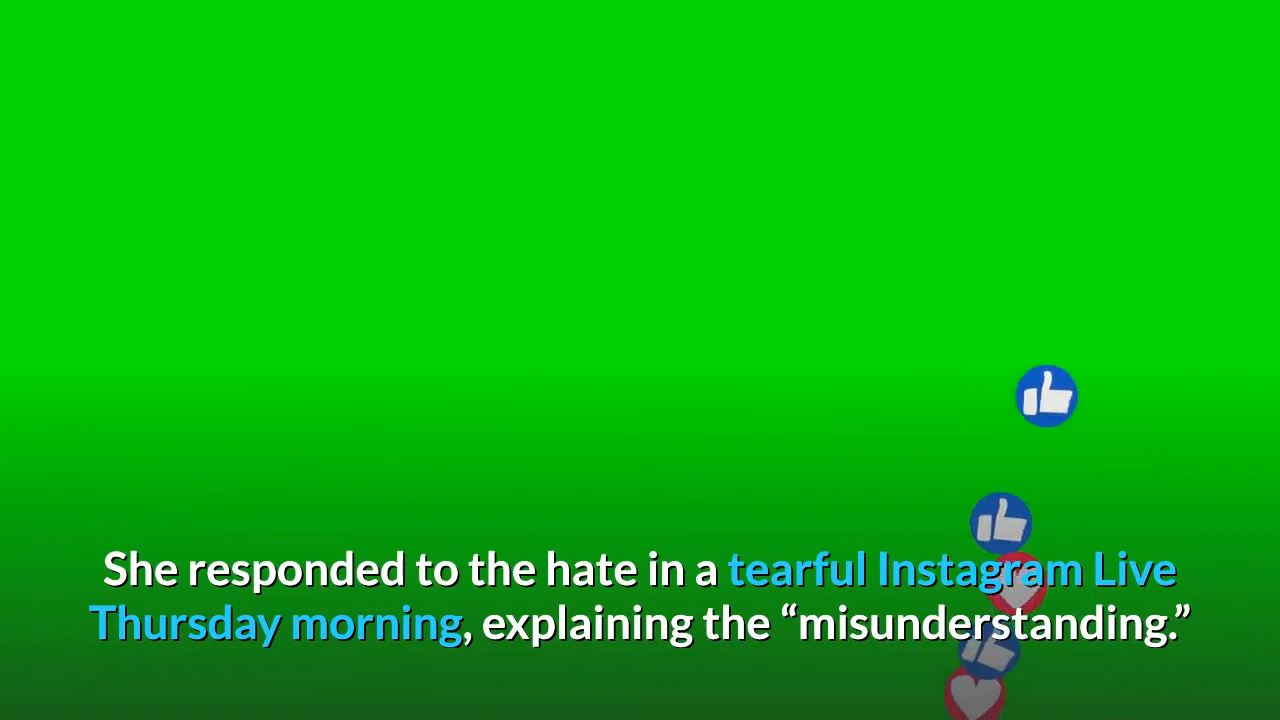 She responded to the hate in a tearful Instagram Live
Thursday morning, explaining the “misunderstanding.”